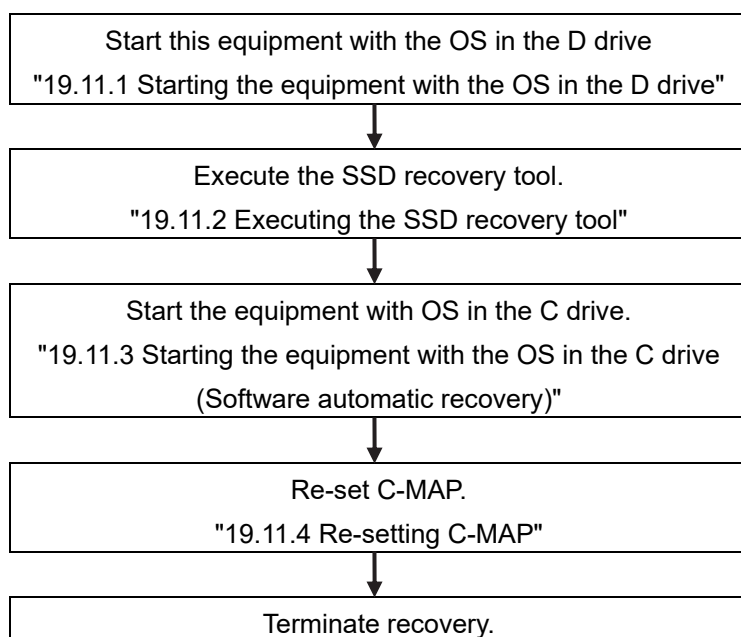 Start this equipment with the OS in the D drive
"19.11.1 Starting the equipment with the OS in the D drive"
Execute the SSD recovery tool.
"19.11.2 Executing the SSD recovery tool"
Start the equipment with OS in the C drive.
"19.11.3 Starting the equipment with the OS in the C drive
(Software automatic recovery)"
Re-set C-MAP.
"19.11.4 Re-setting C-MAP"
Terminate recovery.